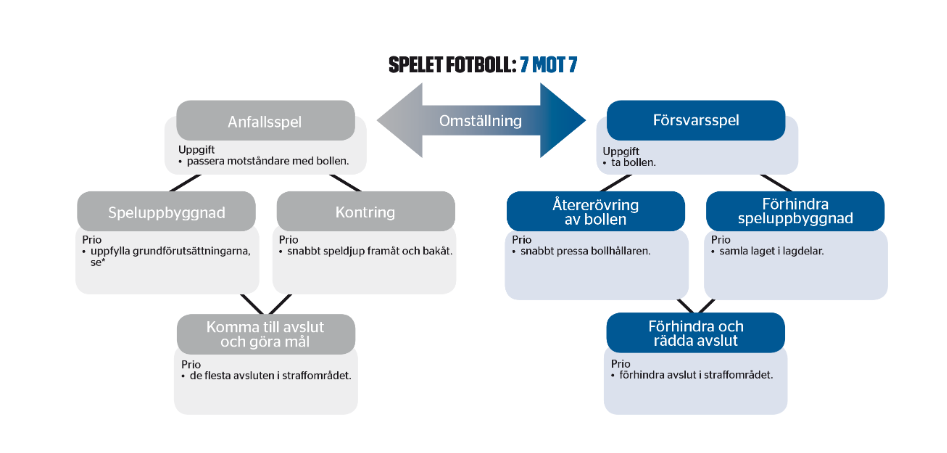 SPELET FOTBOLL: 7 MOT 7
Omställning
Anfallsspel
Uppgift
• passera motståndare med bollen.
Speluppbyggnad
Prio
• uppfylla grundförutsättningarna,
se*
Kontring
Prio
• snabbt speldjup framåt och bakåt.
Komma till avslut
och göra mål
Prio
• de flesta avsluten i straffområdet.
Försvarsspel
Uppgift
• ta bollen.
Återerövring
av bollen
Prio
• snabbt pressa bollhållaren.
Förhindra
speluppbyggnad
Prio
• samla laget i lagdelar.
Förhindra och
rädda avslut
Prio
• förhindra avslut i straffområdet.